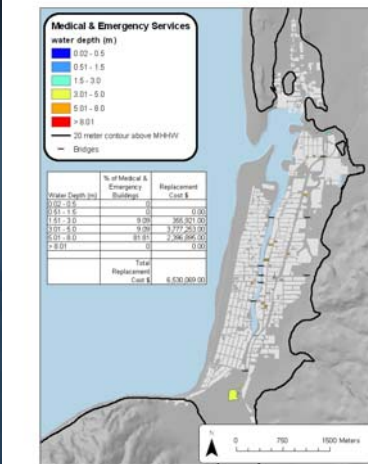 Medical & Emergency Services
water depth (m)
0.02 - 0.5
0.51 - 1.5
1.5 - 3.0
3.01 - 5.0
5.01 - 8.0
> 8.01
20 meter contour above MHHW
Bridges
Water Depth (m) % of Medical & Emergency Buildings Replacement Cost $
0.02 - 0.5 0
0.51 - 1.5 0 0.00
1.51 - 3.0 9.09
3.01 - 5.0 9.09 3,777,253.00
5.01 - 8.0 81.81 2,396,895.00
> 8.01 0 0.00
Total Replacement Cost $ 6,530,069.00
N
0 750 1500 Meters